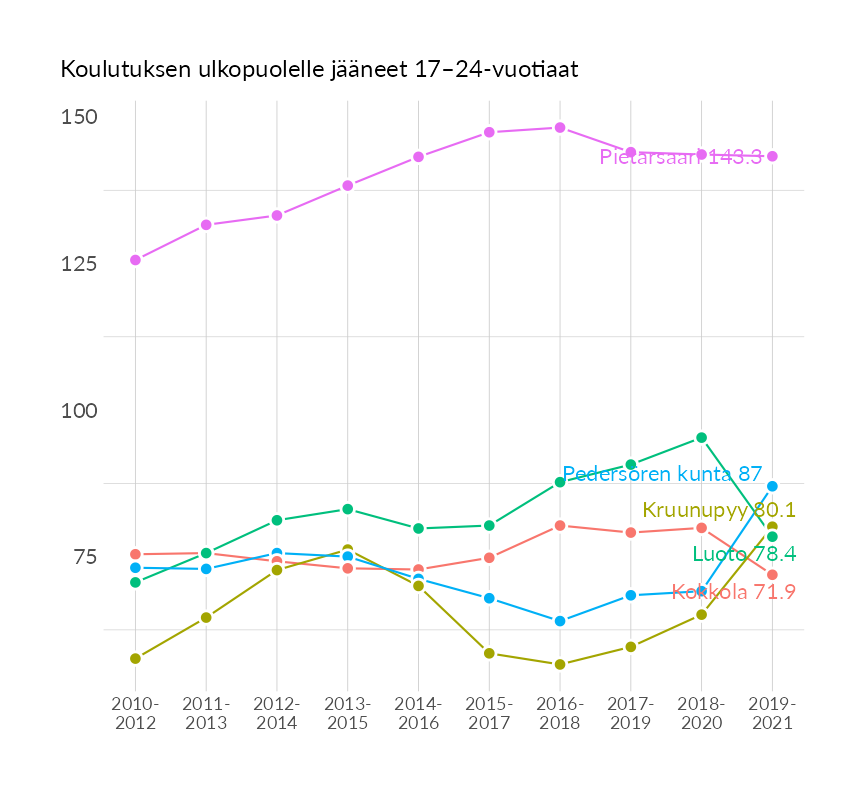 Koulutuksen ulkopuolelle jääneet 17–24-vuotiaat
150
Pietarsaari 143.3
125
100
Pedersören kunta 87
Kruunupyy 80.1
Luoto 78.4
75
Kokkola 71.9
2010- 2011- 2012- 2013- 2014- 2015- 2016- 2017- 2018- 2019-
2012 2013 2014 2015 2016 2017 2018 2019 2020 2021